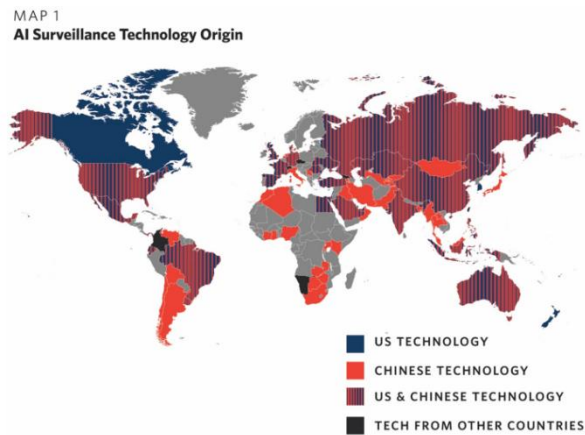 MAP 1
AI Surveillance Technology Origin
US TECHNOLOGY
CHINESE TECHNOLOGY
US & CHINESE TECHNOLOGY
TECH FROM OTHER COUNTRIES